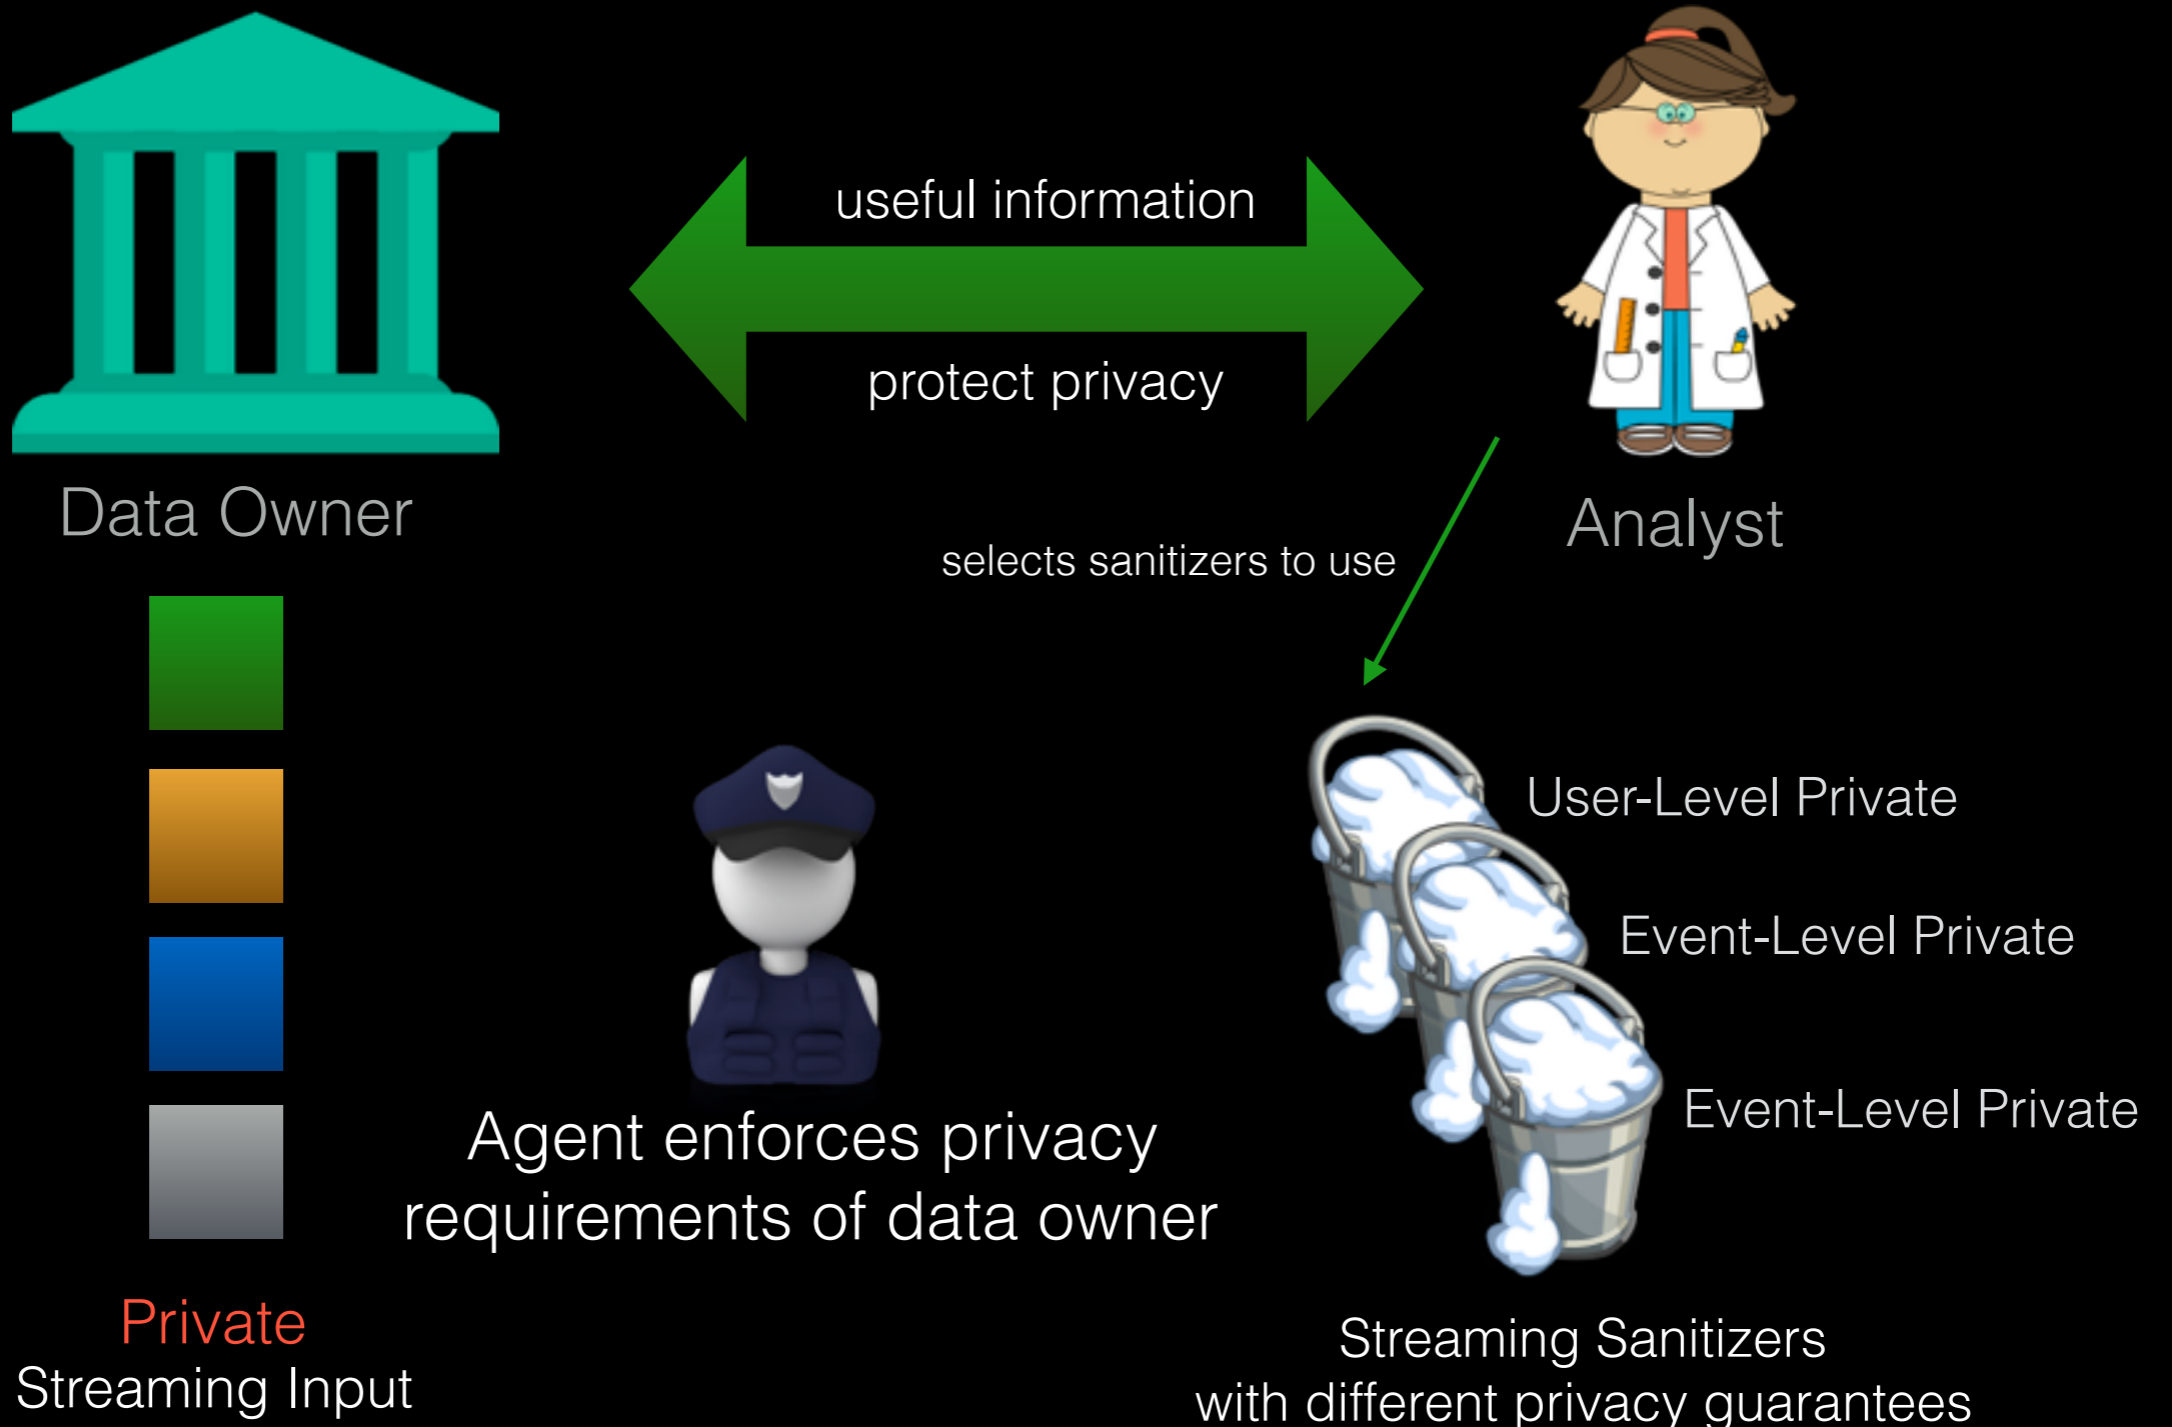 useful information
protect privacy
Data Owner
Analyst
selects sanitizers to use
User-Level Private
Event-Level Private
Event-Level Private
Agent enforces privacy
requirements of data owner
Private
Streaming Input
Streaming Sanitizers
with different privacy guarantees